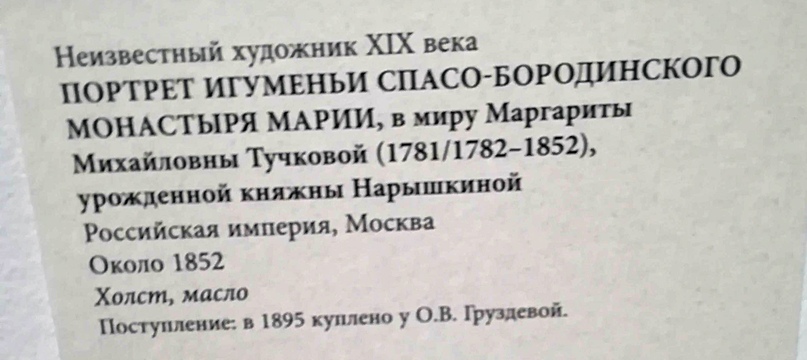 Неизвестный художник XIX века
ПОРТРЕТ ИГУМЕНЬИ СПАСО-БОРОДИНСКОГО
МОНАСТЫРЯ МАРИИ, в миру Маргариты
Михайловны Тучковой (1781/1782–1852),
урожденной княжны Нарышкиной
Российская империя, Москва
Около 1852
Холст, масло
Поступление: в 1895 куплено у О.В. Груздевой.